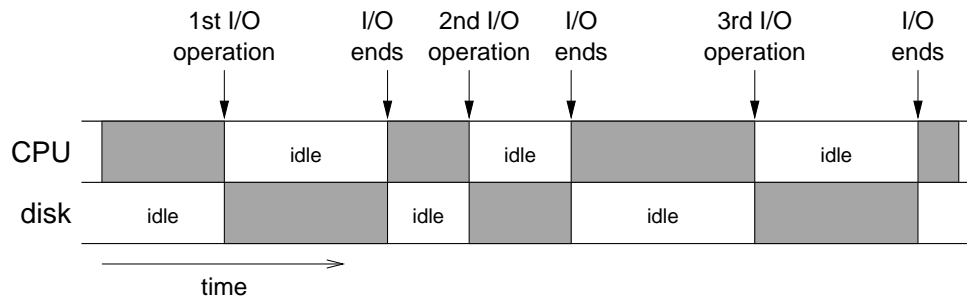 1st I/O
operation
I/O
ends
2nd I/O
operation
I/O
ends
3rd I/O
operation
I/O
ends
CPU
idle
idle
idle
disk
idle
idle
idle
time